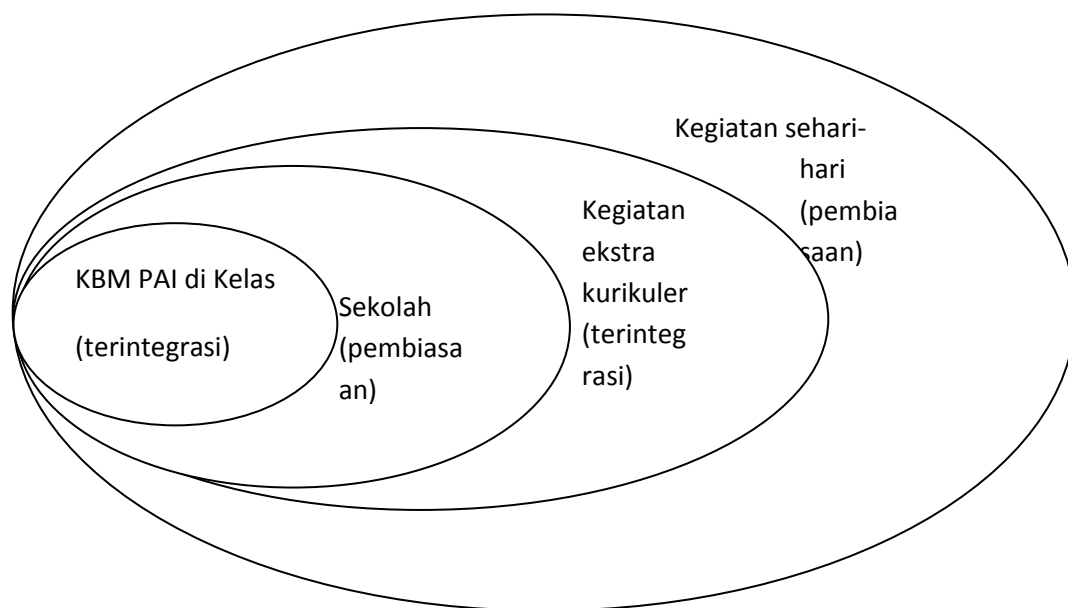 KBM PAI di Kelas
(terintegrasi)
Sekolah
(pembiasa
an)
Kegiatan
ekstra
kurikuler
(terinteg
rasi)
Kegiatan sehari-
hari
(pembia
saan)